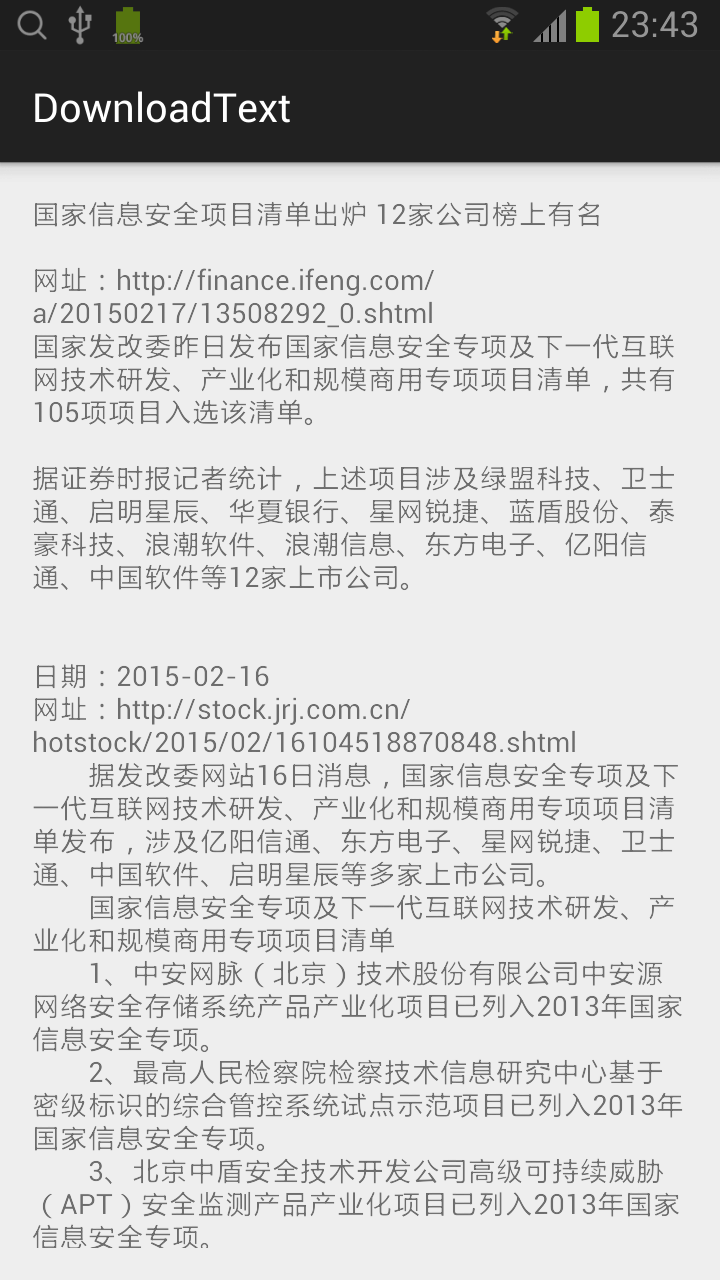 100%
23:43
DownloadText
国家信息安全项目清单出炉 12家公司榜上有名
网址：http://finance.ifeng.com/
a/20150217/13508292_0.shtml
国家发改委昨日发布国家信息安全专项及下一代互联
网技术研发、产业化和规模商用专项项目清单，共有
105项项目入选该清单。
据证券时报记者统计，上述项目涉及绿盟科技、卫士
通、启明星辰、华夏银行、星网锐捷、蓝盾股份、泰
豪科技、浪潮软件、浪潮信息、东方电子、亿阳信
通、中国软件等12家上市公司。
日期：2015-02-16
网址：http://stock.jrj.com.cn/
hotstock/2015/02/16104518870848.shtml
据发改委网站16日消息，国家信息安全专项及下
一代互联网技术研发、产业化和规模商用专项项目清
单发布，涉及亿阳信通、东方电子、星网锐捷、卫士
通、中国软件、启明星辰等多家上市公司。
国家信息安全专项及下一代互联网技术研发、产
业化和规模商用专项项目清单
1、中安网脉（北京）技术股份有限公司中安源
网络安全存储系统产品产业化项目已列入2013年国家
信息安全专项。
2、最高人民检察院检察技术信息研究中心基于
密级标识的综合管控系统试点示范项目已列入2013年
国家信息安全专项。
3、北京中盾安全技术开发公司高级可持续威胁
（APT）安全监测产品产业化项目已列入2013年国家
信息安全专项。